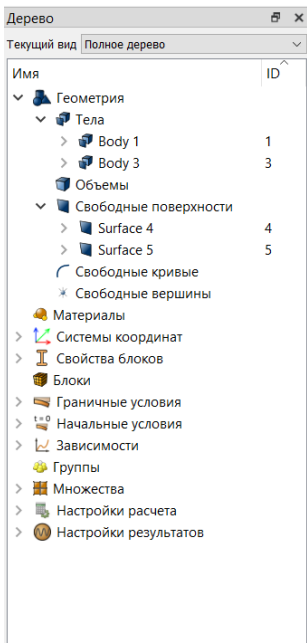 Дерево
Текущий вид Полное дерево
Имя ID
Геометрия
Тела
Body 1 1
Body 3 3
Объемы
Свободные поверхности
Surface 4 4
Surface 5 5
Свободные кривые
Свободные вершины
Материалы
Системы координат
Свойства блоков
Блоки
Граничные условия
t=0 Начальные условия
Зависимости
Группы
Множества
Настройки расчета
Настройки результатов